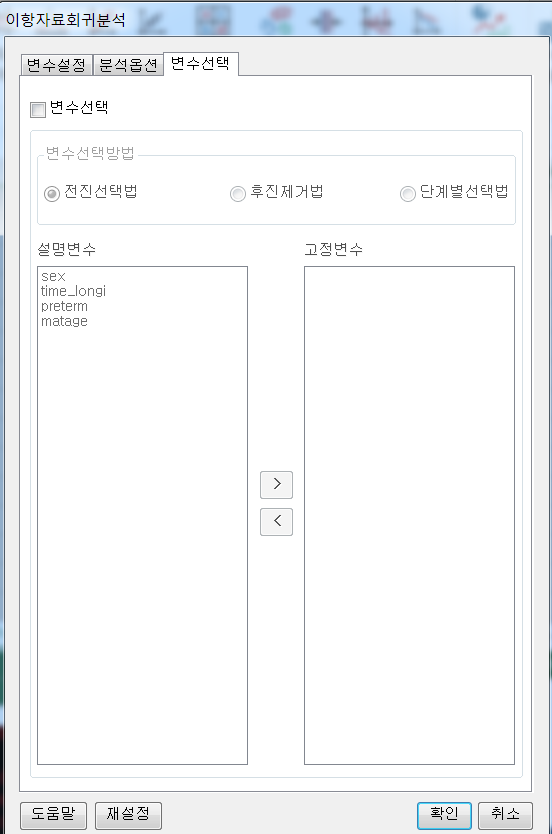 이항자료회귀분석
변수설정 분석옵션 변수선택
변수선택
변수선택방법
전진선택법 후진제거법 단계별선택법
설명변수 고정변수
sex
time_longi
preterm
matage
>
<
도움말 재설정 확인 취소